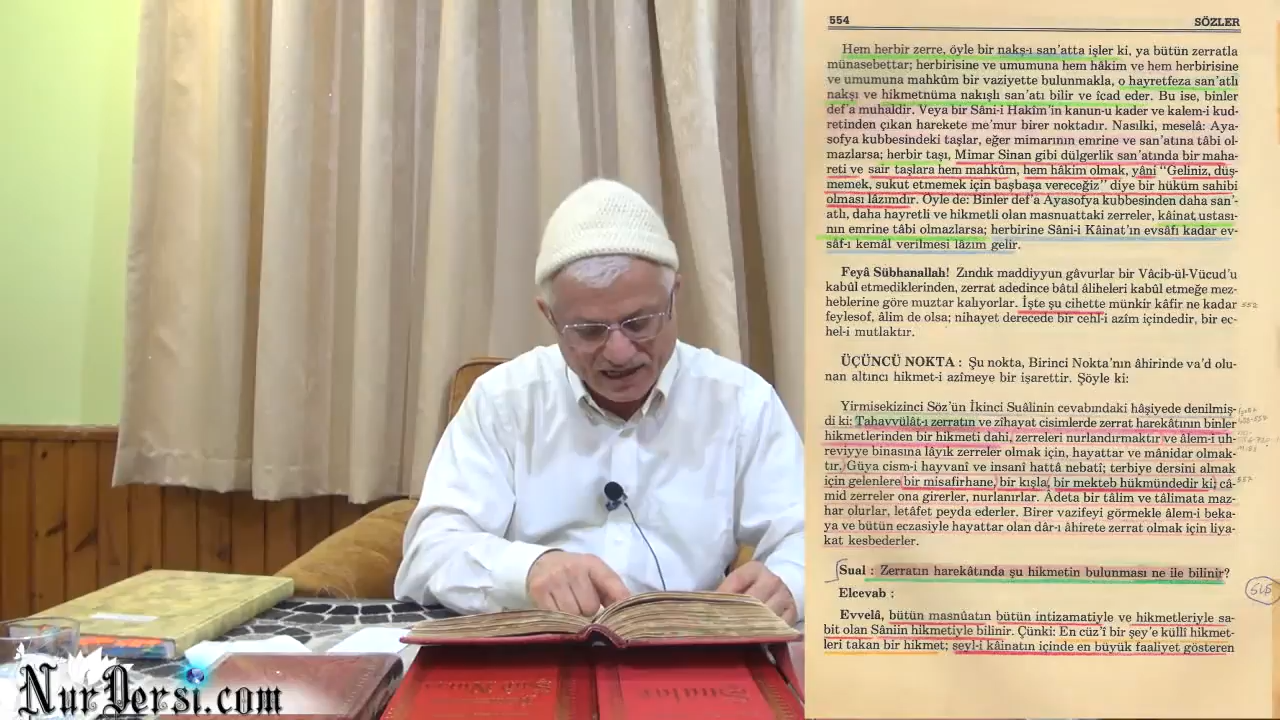 554 SÖZLER
Hem herbir zerre, öyle bir nakş-ı san'atta işler ki, ya bütün zerratla
münasebettar; herbirisine ve umumuna hem hâkim ve hem herbirisine
ve umumuna mahkûm bir vaziyette bulunmakla, o hayretfeza san'atlı
nakşı ve hikmetnüma nakışlı san'atı bilir ve îcad eder. Bu ise, binler
def'a muhaldir. Veya bir Sâni-i Hakîm'in kanun-u kader ve kalem-i kud-
retinden çıkan harekete me'mur birer noktadır. Nasılki, meselâ: Aya-
sofya kubbesindeki taşlar, eğer mimarının emrine ve san'atına tâbi ol-
mazlarsa; herbir taşı, Mimar Sinan gibi dülgerlik san'atında bir maha-
reti ve sair taşlara hem mahkûm, hem hâkim olmak, yâni "Geliniz, düş-
memek, sukut etmemek için başbaşa vereceğiz" diye bir hüküm sahibi
olması lâzımdır. Öyle de: Binler def'a Ayasofya kubbesinden daha san'-
atlı, daha hayretli ve hikmetli olan masnuattaki zerreler, kâinat ustası-
nın emrine tâbi olmazlarsa; herbirine Sâni-i Kâinat'ın evsâfı kadar ev-
sâf-ı kemâl verilmesi lâzım gelir.
Feyâ Sübhanallah! Zındık maddiyyun gâvurlar bir Vâcib-ül-Vücud'u
kabûl etmediklerinden, zerrat adedince bâtıl âliheleri kabûl etmeğe mez-
heblerine göre muztar kalıyorlar. İşte şu cihette münkir kâfir ne kadar
552
feylesof, âlim de olsa; nihayet derecede bir cehl-i azîm içindedir, bir ec-
hel-i mutlaktır.
ÜÇÜNCÜ NOKTA : Şu nokta, Birinci Nokta'nın âhirinde va'd olu-
nan altıncı hikmet-i azîmeye bir işarettir. Şöyle ki:
Yirmisekizinci Söz'ün İkinci Suâlinin cevabındaki hâşiyede denilmiş-
di ki: Tahavvülât-ı zerratın ve zîhayat cisimlerde zerrat harekâtının binler
hikmetlerinden bir hikmeti dahi, zerreleri nurlandırmaktır ve âlem-i uh-
reviyye binasına lâyık zerreler olmak için, hayattar ve mânidar olmak-
tır. Güya cism-i hayvanî ve insanî hattâ nebatî; terbiye dersini almak
için gelenlere bir misafirhane, bir kışla, bir mekteb hükmündedir ki; câ-
557
mid zerreler ona girerler, nurlanırlar. Âdeta bir tâlim ve tâlimata maz-
har olurlar, letâfet peyda ederler. Birer vazifeyi görmekle âlem-i beka-
ya ve bütün eczasiyle hayattar olan dâr-ı âhirete zerrat olmak için liya-
kat kesbederler.
Sual : Zerratın harekâtında şu hikmetin bulunması ne ile bilinir?
Elcevab :
Evvelâ, bütün masnûatın bütün intizamatiyle ve hikmetleriyle sa-
bit olan Sâniin hikmetiyle bilinir. Çünki: En cüz'î bir şey'e küllî hikmet-
leri takan bir hikmet; seyl-i kâinatın içinde en büyük faaliyet gösteren
NurDersi.com